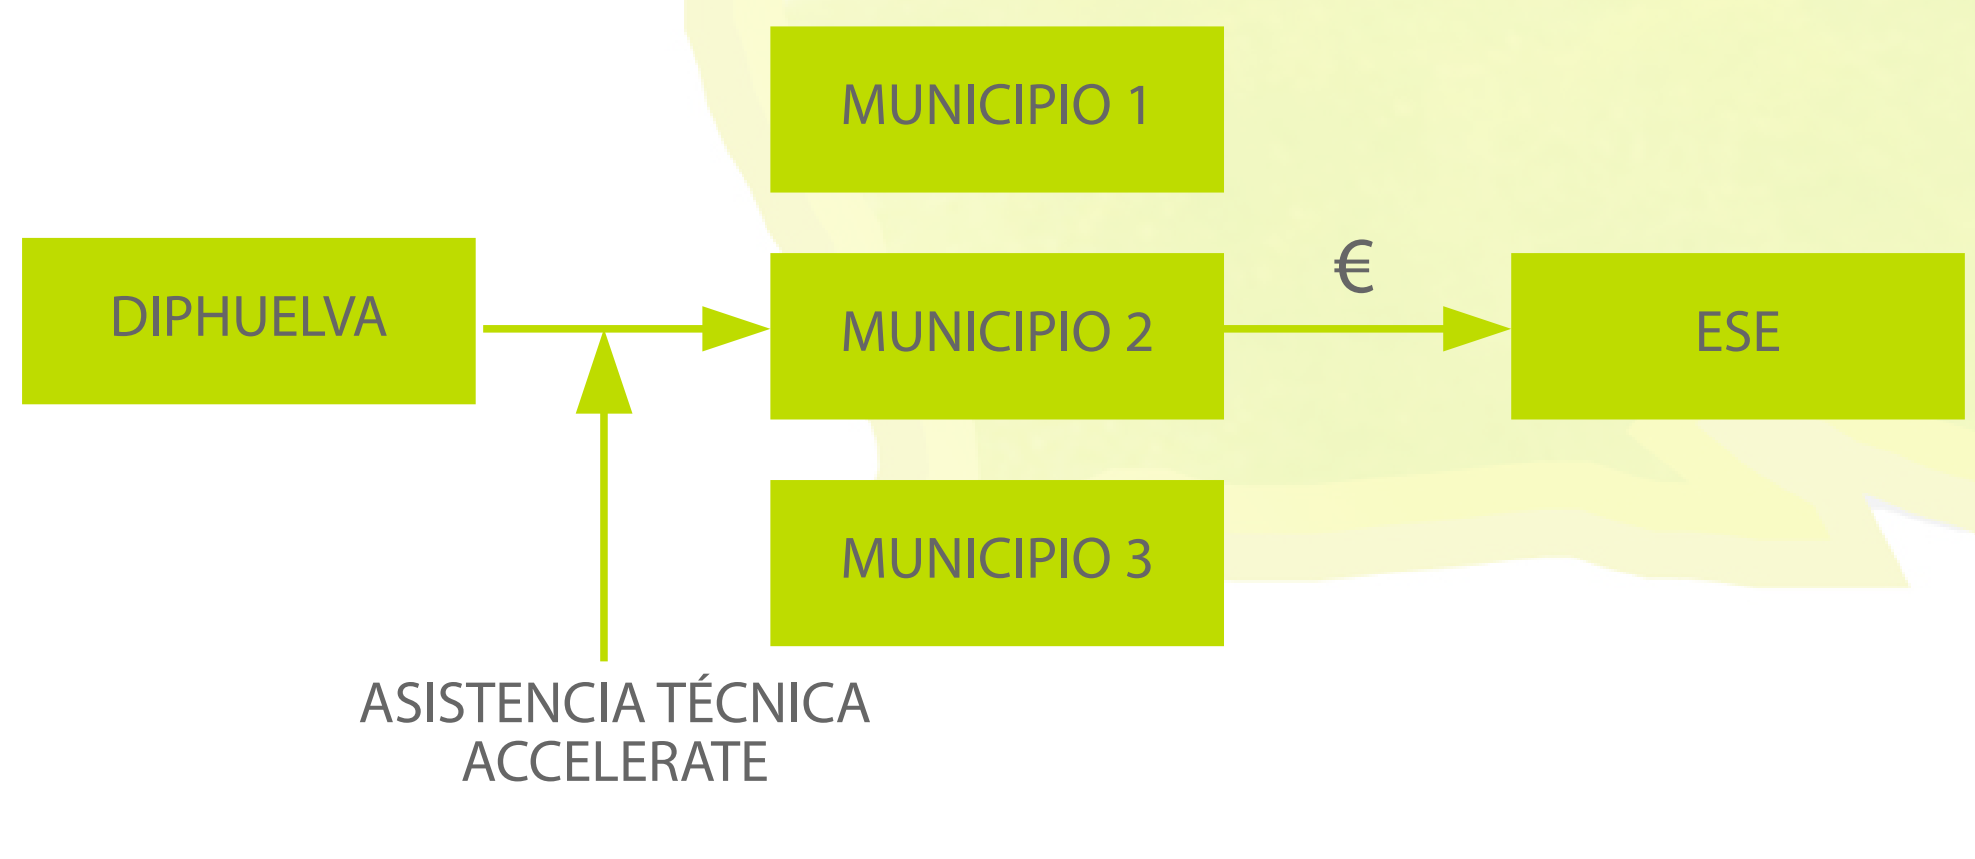 MUNICIPIO 1
DIPHUELVA
MUNICIPIO 2
€
ESE
MUNICIPIO 3
ASISTENCIA TÉCNICA
ACCELERATE